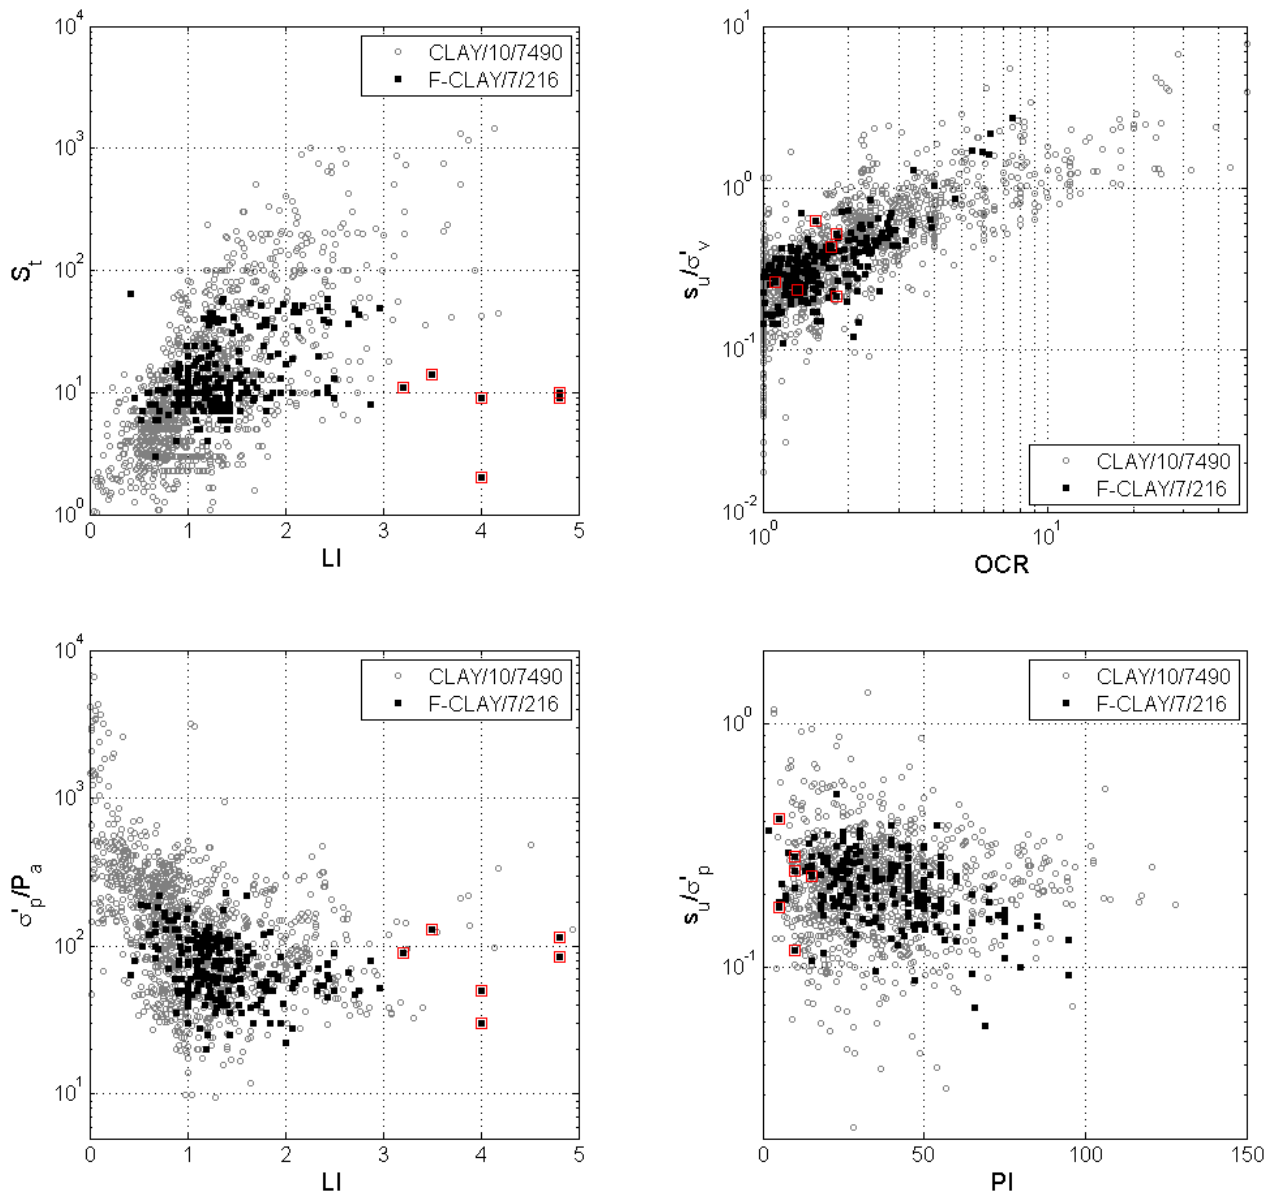 10^4
10^3
10^2
10^1
10^0
S_t
0 1 2 3 4 5
LI
CLAY/10/7490
F-CLAY/7/216
10^1
10^0
10^-1
10^-2
s_u/σ'_v
10^0 10^1
OCR
CLAY/10/7490
F-CLAY/7/216
10^4
10^3
10^2
10^1
σ'_p/P_a
0 1 2 3 4 5
LI
CLAY/10/7490
F-CLAY/7/216
10^0
10^-1
s_u/σ'_p
0 50 100 150
PI
CLAY/10/7490
F-CLAY/7/216